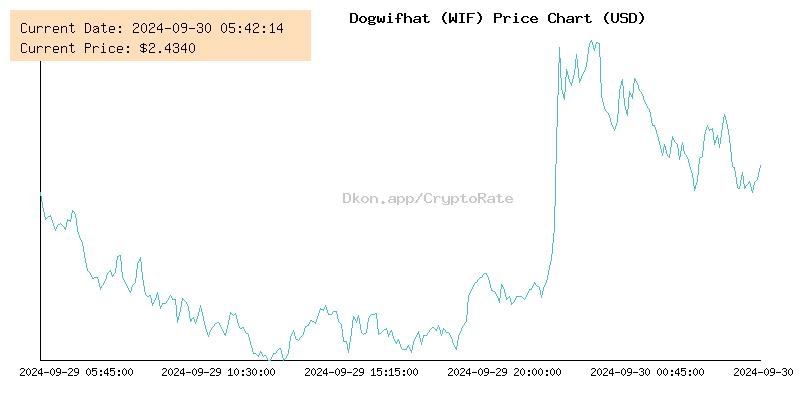 Dogwifhat (WIF) Price Chart (USD)
Current Date: 2024-09-30 05:42:14
Current Price: $2.4340
Dkon.app/CryptoRate
2024-09-29 05:45:00 2024-09-29 10:30:00 2024-09-29 15:15:00 2024-09-29 20:00:00 2024-09-30 00:45:00 2024-09-30